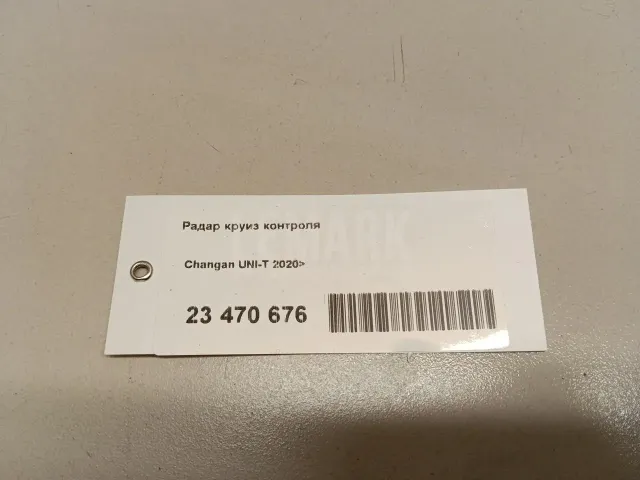 Радар круиз контроля
Changan UNI-T 2020>
23 470 676